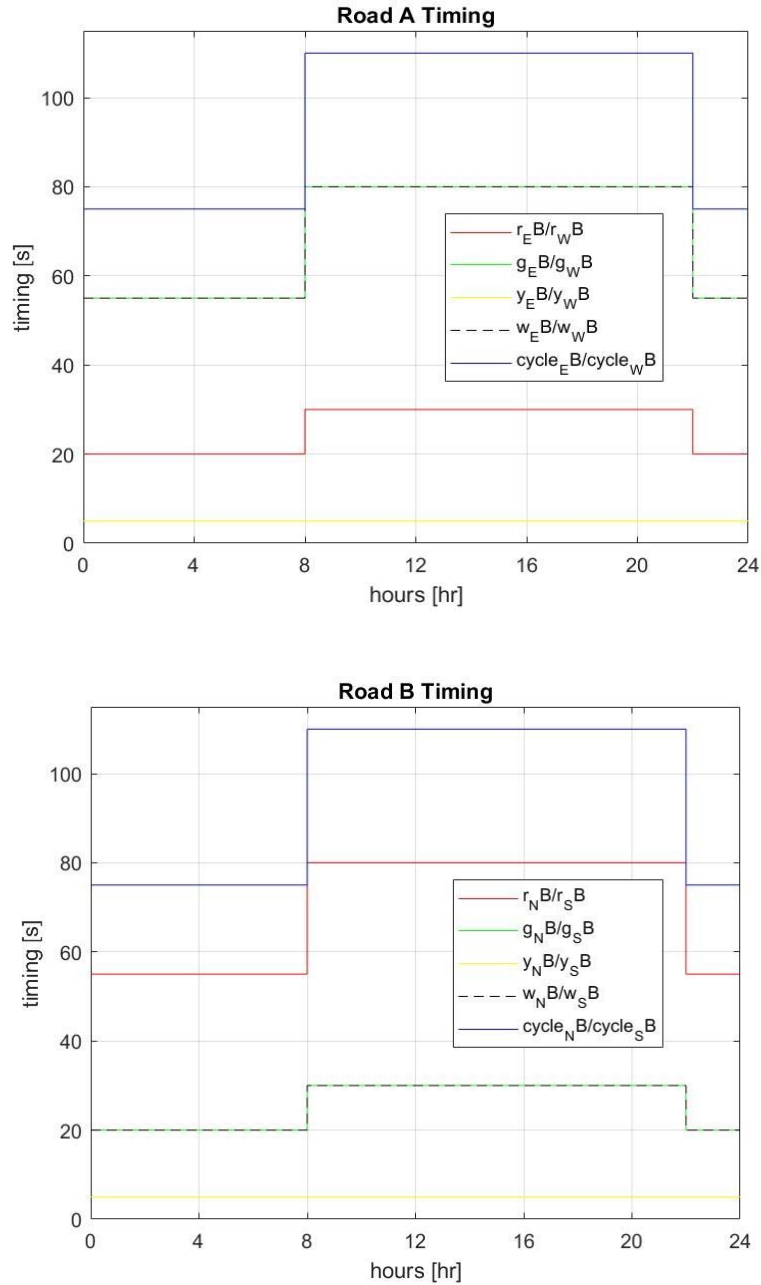 Road A Timing
100
80
60
40
20
0
timing [s]
r_EB/r_WB
g_EB/g_WB
y_EB/y_WB
w_EB/w_WB
cycle_EB/cycle_WB
0 4 8 12 16 20 24
hours [hr]
Road B Timing
100
80
60
40
20
0
timing [s]
r_NB/r_SB
g_NB/g_SB
y_NB/y_SB
w_NB/w_SB
cycle_NB/cycle_SB
0 4 8 12 16 20 24
hours [hr]